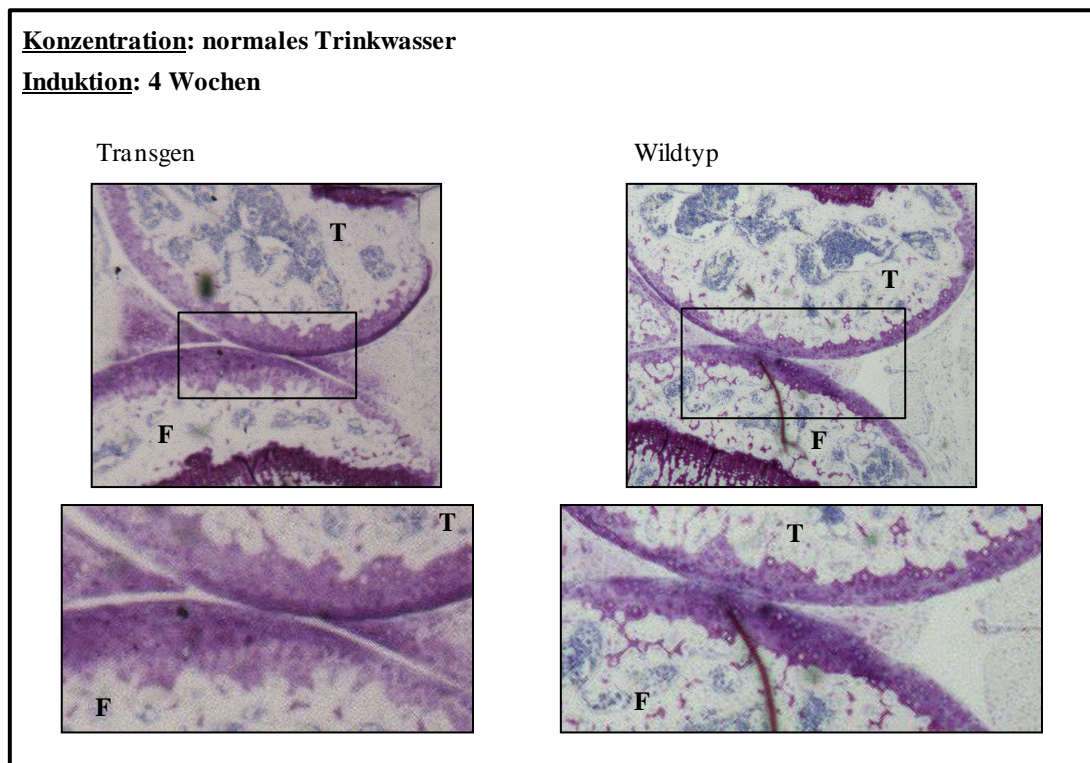 Konzentration: normales Trinkwasser
Induktion: 4 Wochen
Transgen Wildtyp
T T
F F
T T
F F